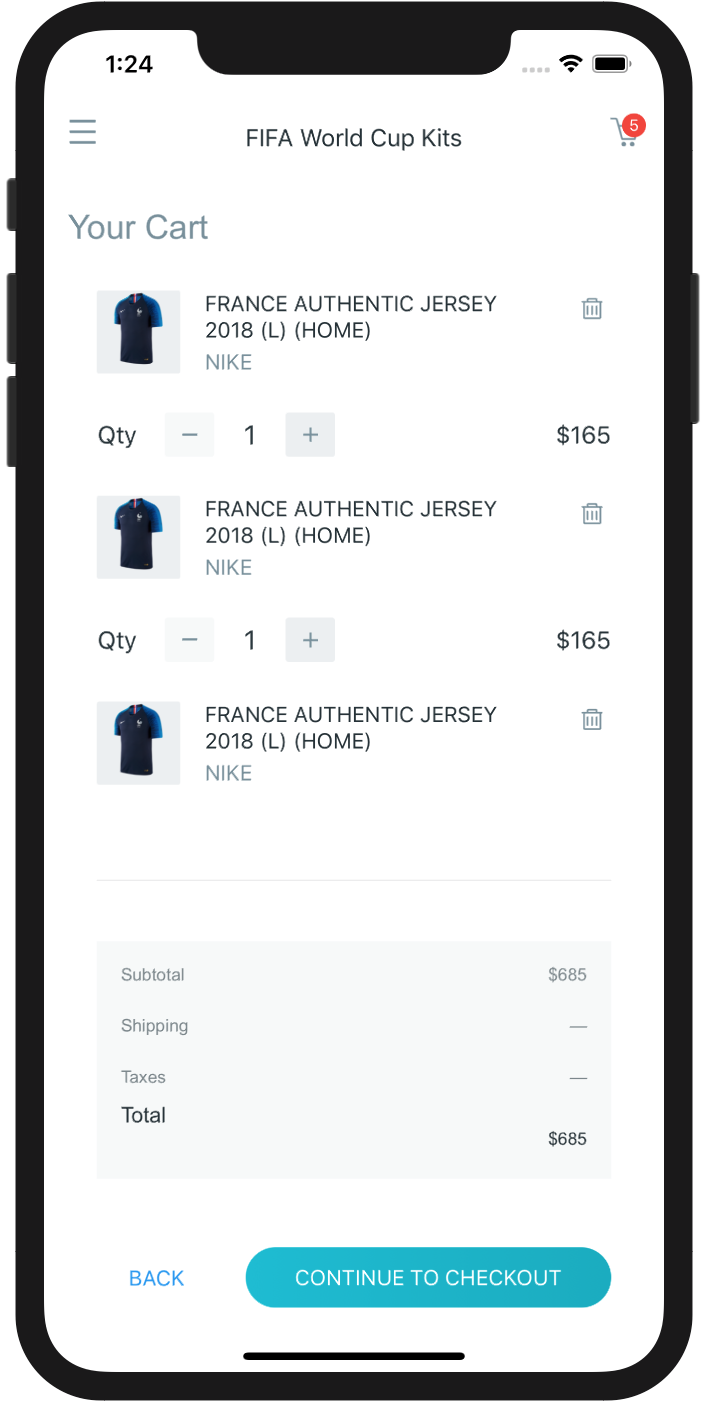 1:24
FIFA World Cup Kits
5
Your Cart
FRANCE AUTHENTIC JERSEY
2018 (L) (HOME)
NIKE
Qty − 1 + $165
FRANCE AUTHENTIC JERSEY
2018 (L) (HOME)
NIKE
Qty − 1 + $165
FRANCE AUTHENTIC JERSEY
2018 (L) (HOME)
NIKE
Subtotal $685
Shipping —
Taxes —
Total
$685
BACK CONTINUE TO CHECKOUT